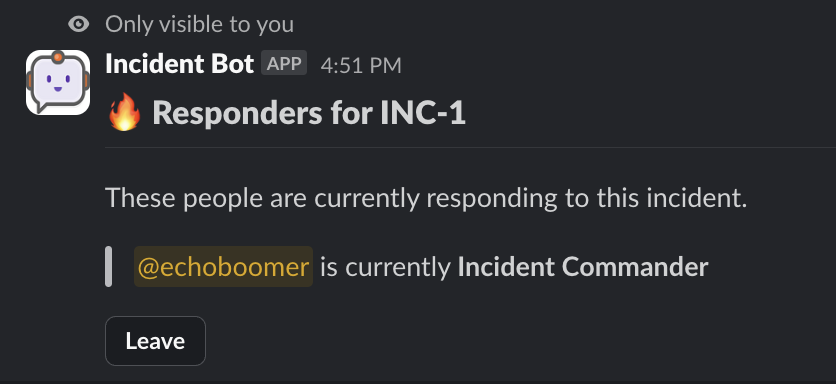 Only visible to you
Incident Bot APP 4:51 PM
🔥 Responders for INC-1
These people are currently responding to this incident.
@echoboomer is currently Incident Commander
Leave